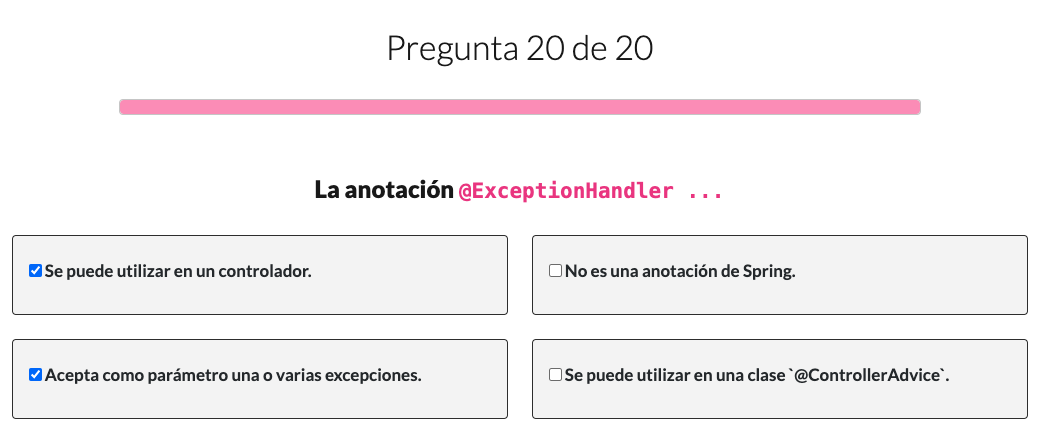 Pregunta 20 de 20
La anotación @ExceptionHandler ...
Se puede utilizar en un controlador.
No es una anotación de Spring.
Acepta como parámetro una o varias excepciones.
Se puede utilizar en una clase `@ControllerAdvice`.